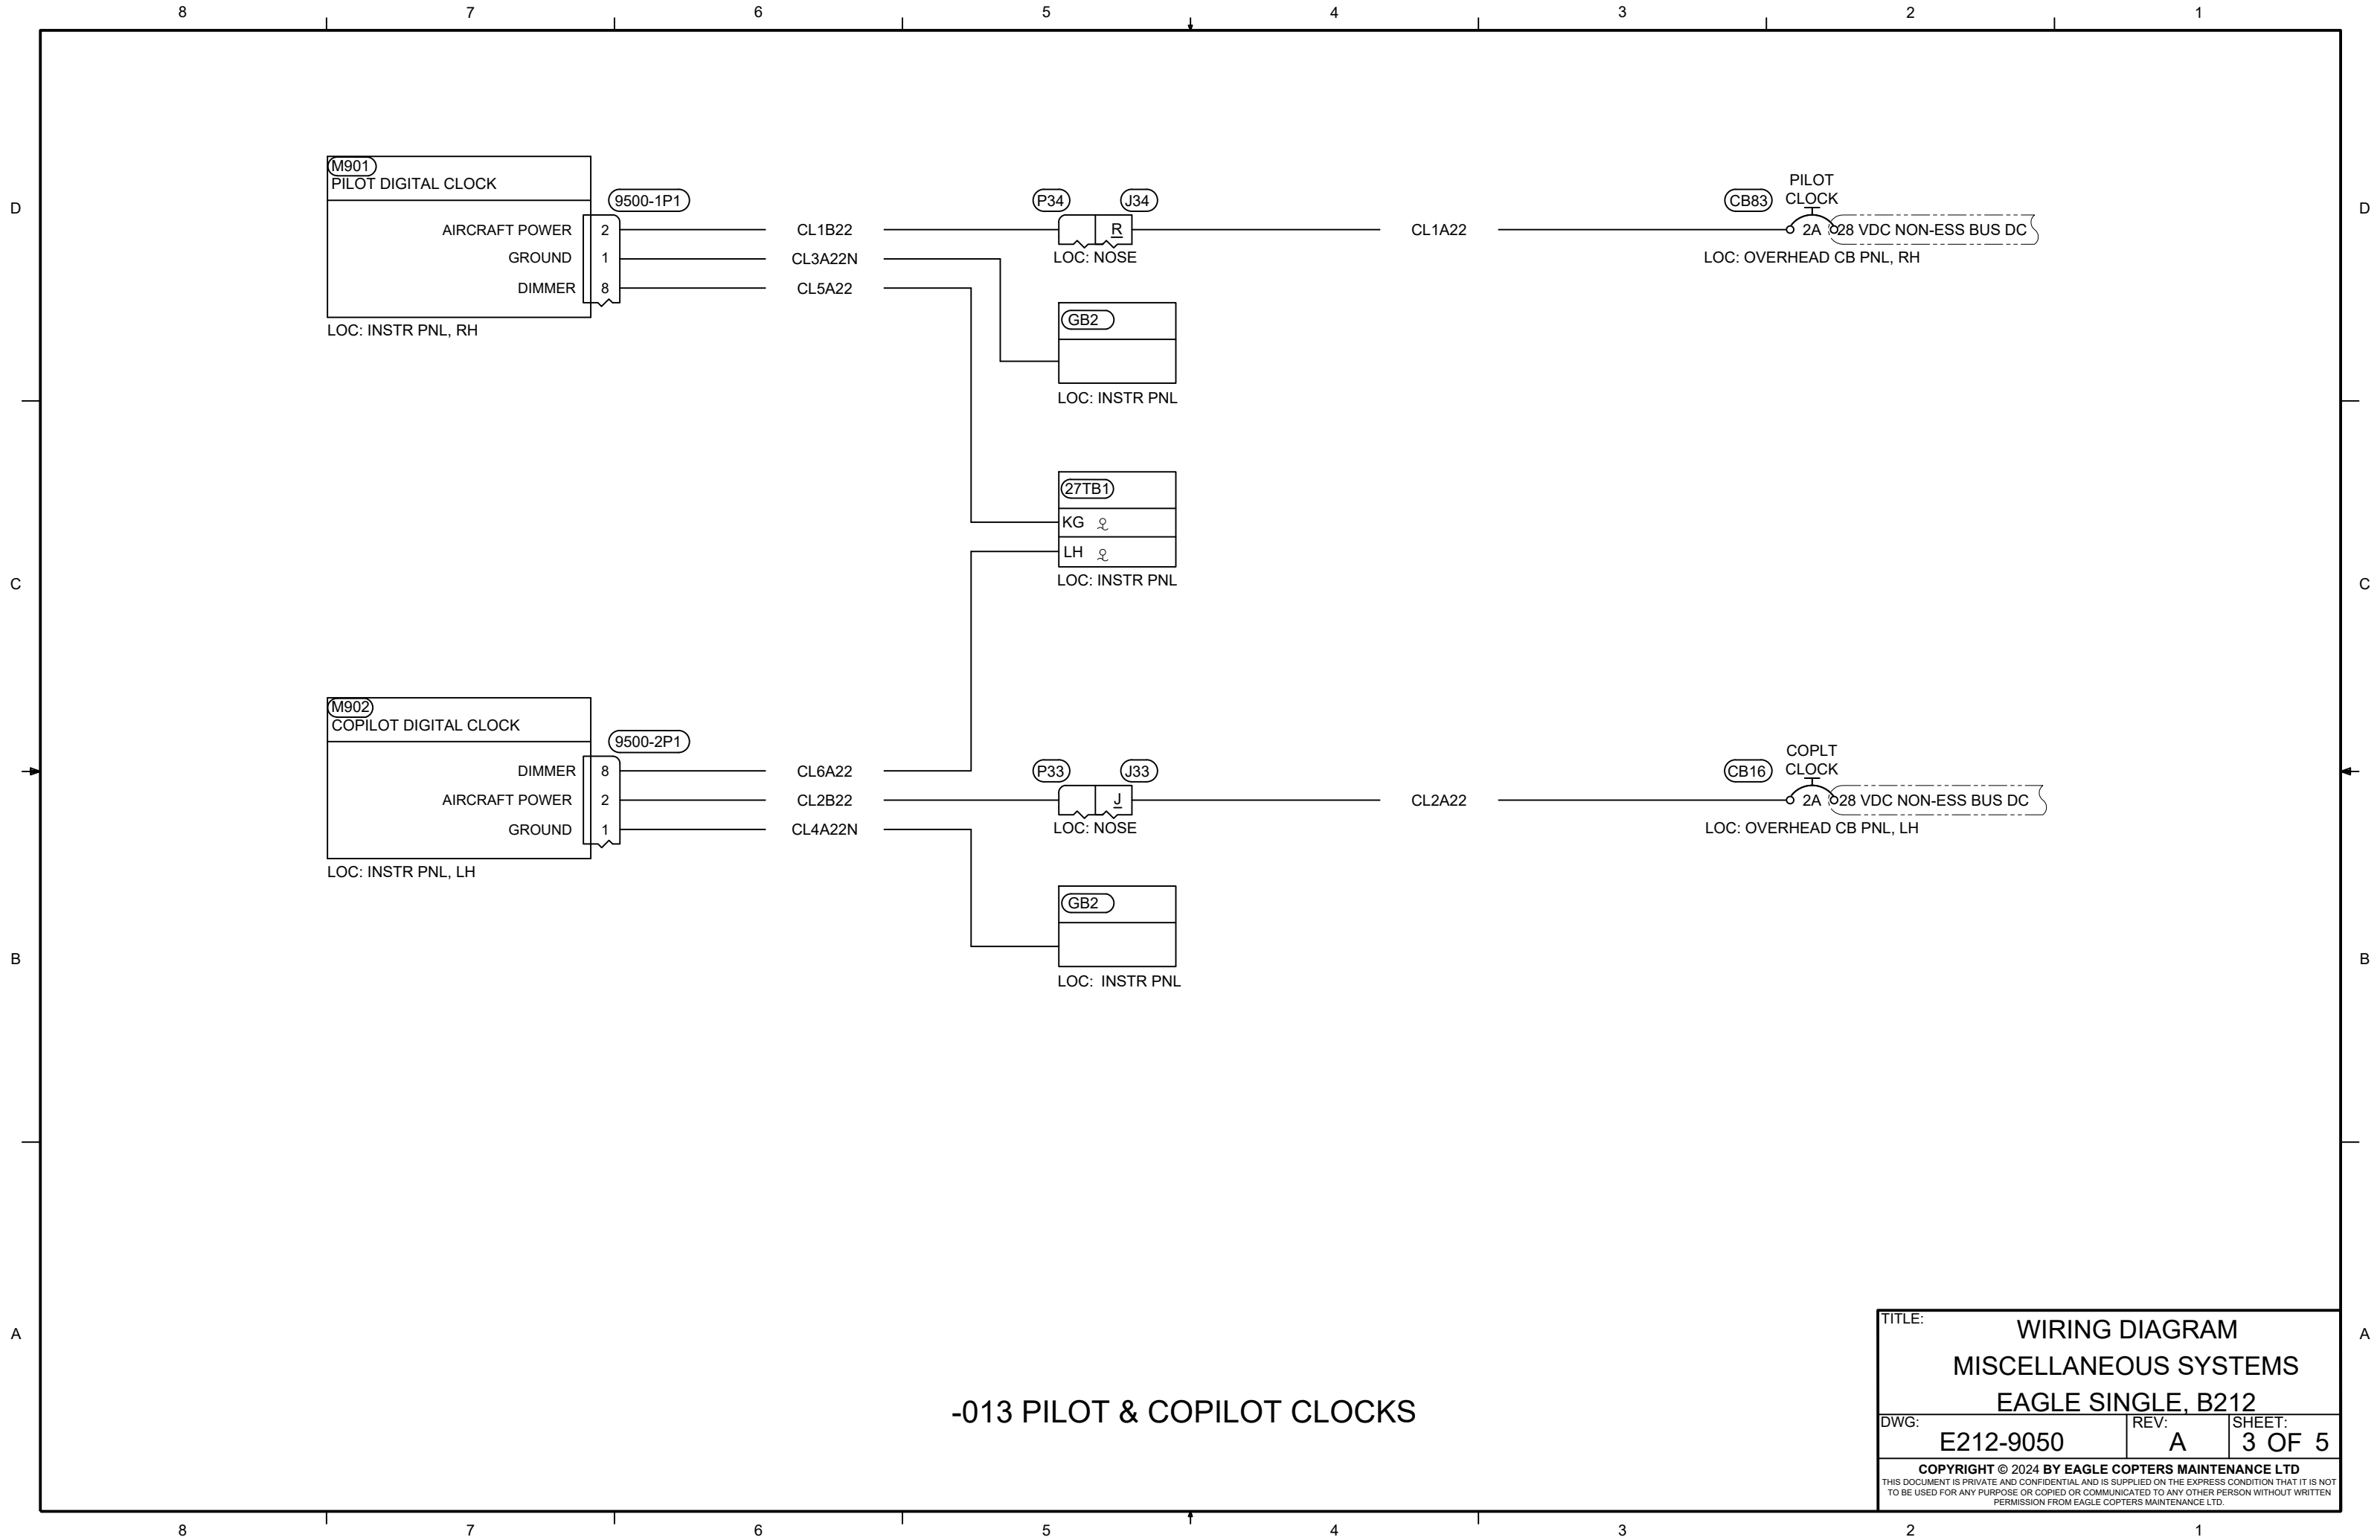 8 7 6 5 4 3 2 1
D D
C C
B B
A A
M901
PILOT DIGITAL CLOCK
9500-1P1
AIRCRAFT POWER 2
GROUND 1
DIMMER 8
LOC: INSTR PNL, RH
CL1B22
CL3A22N
CL5A22
P34 J34
R
LOC: NOSE
CL1A22
PILOT
CB83 CLOCK
2A 28 VDC NON-ESS BUS DC
LOC: OVERHEAD CB PNL, RH
GB2
LOC: INSTR PNL
27TB1
KG
LH
LOC: INSTR PNL
M902
COPILOT DIGITAL CLOCK
9500-2P1
DIMMER 8
AIRCRAFT POWER 2
GROUND 1
LOC: INSTR PNL, LH
CL6A22
CL2B22
CL4A22N
P33 J33
J
LOC: NOSE
CL2A22
COPLT
CB16 CLOCK
2A 28 VDC NON-ESS BUS DC
LOC: OVERHEAD CB PNL, LH
GB2
LOC: INSTR PNL
-013 PILOT & COPILOT CLOCKS
TITLE:
WIRING DIAGRAM
MISCELLANEOUS SYSTEMS
EAGLE SINGLE, B212
DWG: REV: SHEET:
E212-9050 A 3 OF 5
COPYRIGHT © 2024 BY EAGLE COPTERS MAINTENANCE LTD
THIS DOCUMENT IS PRIVATE AND CONFIDENTIAL AND IS SUPPLIED ON THE EXPRESS CONDITION THAT IT IS NOT
TO BE USED FOR ANY PURPOSE OR COPIED OR COMMUNICATED TO ANY OTHER PERSON WITHOUT WRITTEN
PERMISSION FROM EAGLE COPTERS MAINTENANCE LTD.
8 7 6 5 4 3 2 1